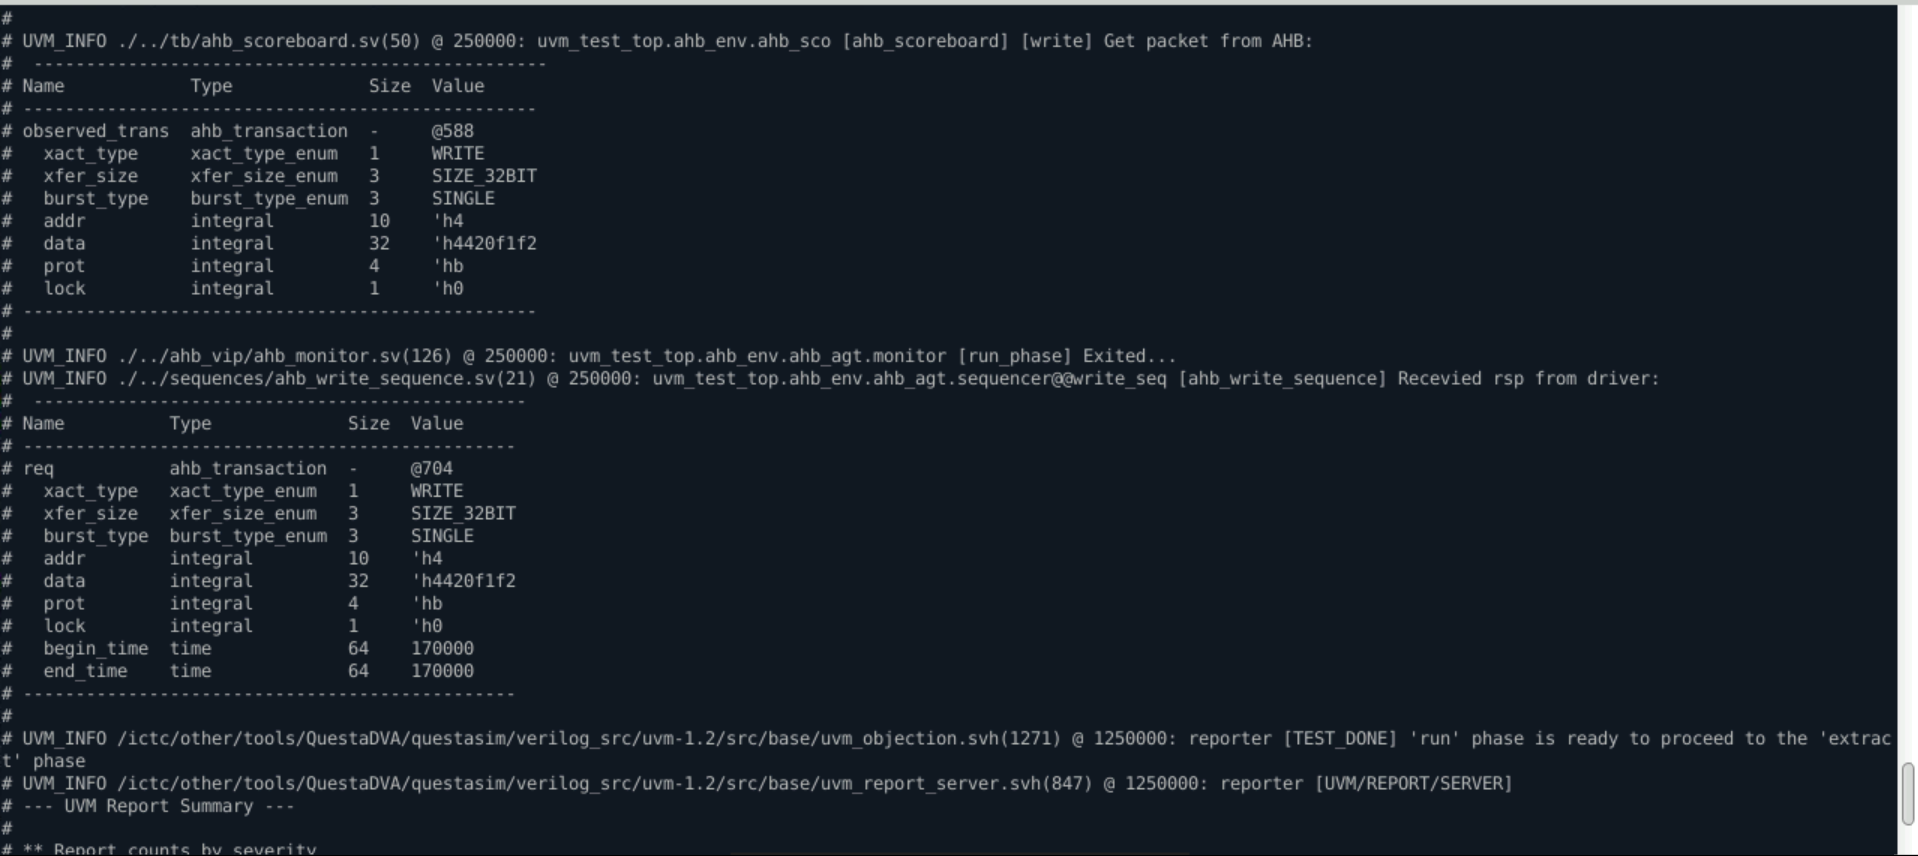 #
# UVM_INFO ./../tb/ahb_scoreboard.sv(50) @ 250000: uvm_test_top.ahb_env.ahb_sco [ahb_scoreboard] [write] Get packet from AHB:
#  -------------------------------------------------
# Name            Type             Size  Value
# -------------------------------------------------
# observed_trans  ahb_transaction  -     @588
#   xact_type     xact_type_enum   1     WRITE
#   xfer_size     xfer_size_enum   3     SIZE_32BIT
#   burst_type    burst_type_enum  3     SINGLE
#   addr          integral         10    'h4
#   data          integral         32    'h4420f1f2
#   prot          integral         4     'hb
#   lock          integral         1     'h0
# -------------------------------------------------
#
# UVM_INFO ./../ahb_vip/ahb_monitor.sv(126) @ 250000: uvm_test_top.ahb_env.ahb_agt.monitor [run_phase] Exited...
# UVM_INFO ./../sequences/ahb_write_sequence.sv(21) @ 250000: uvm_test_top.ahb_env.ahb_agt.sequencer@@write_seq [ahb_write_sequence] Recevied rsp from driver:
#  -----------------------------------------------
# Name          Type             Size  Value
# -----------------------------------------------
# req           ahb_transaction  -     @704
#   xact_type   xact_type_enum   1     WRITE
#   xfer_size   xfer_size_enum   3     SIZE_32BIT
#   burst_type  burst_type_enum  3     SINGLE
#   addr        integral         10    'h4
#   data        integral         32    'h4420f1f2
#   prot        integral         4     'hb
#   lock        integral         1     'h0
#   begin_time  time             64    170000
#   end_time    time             64    170000
# -----------------------------------------------
#
# UVM_INFO /ictc/other/tools/QuestaDVA/questasim/verilog_src/uvm-1.2/src/base/uvm_objection.svh(1271) @ 1250000: reporter [TEST_DONE] 'run' phase is ready to proceed to the 'extrac
t' phase
# UVM_INFO /ictc/other/tools/QuestaDVA/questasim/verilog_src/uvm-1.2/src/base/uvm_report_server.svh(847) @ 1250000: reporter [UVM/REPORT/SERVER]
# --- UVM Report Summary ---
#
# ** Report counts by severity